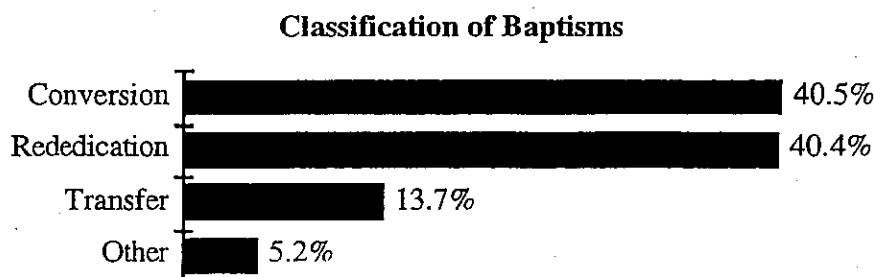 Classification of Baptisms
Conversion 40.5%
Rededication 40.4%
Transfer 13.7%
Other 5.2%